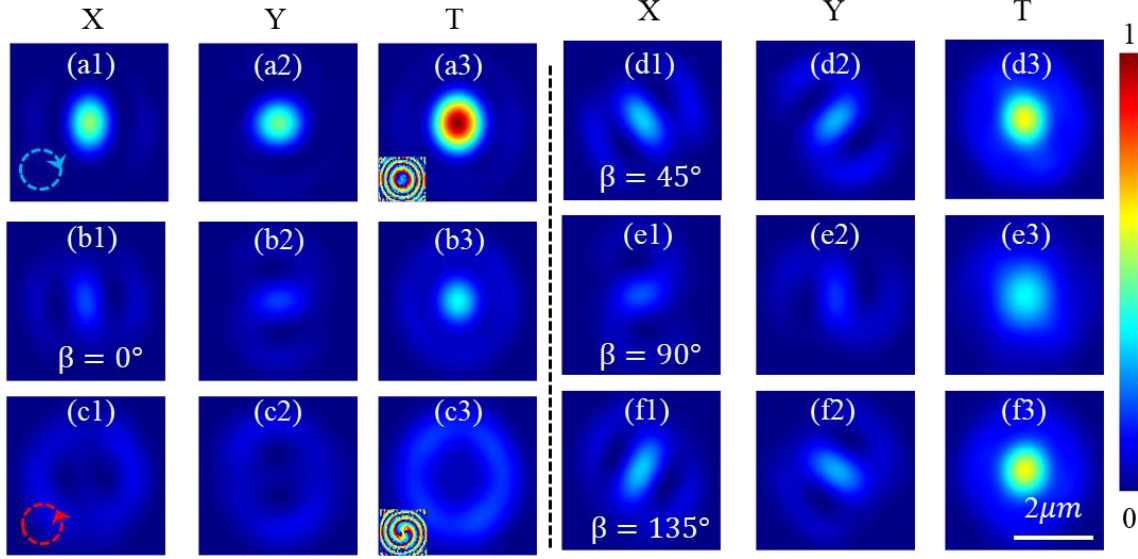 X Y T X Y T
1
(a1) (a2) (a3) (d1) (d2) (d3)
β = 45°
(b1) (b2) (b3) (e1) (e2) (e3)
β = 0° β = 90°
(c1) (c2) (c3) (f1) (f2) (f3)
β = 135° 2μm
0